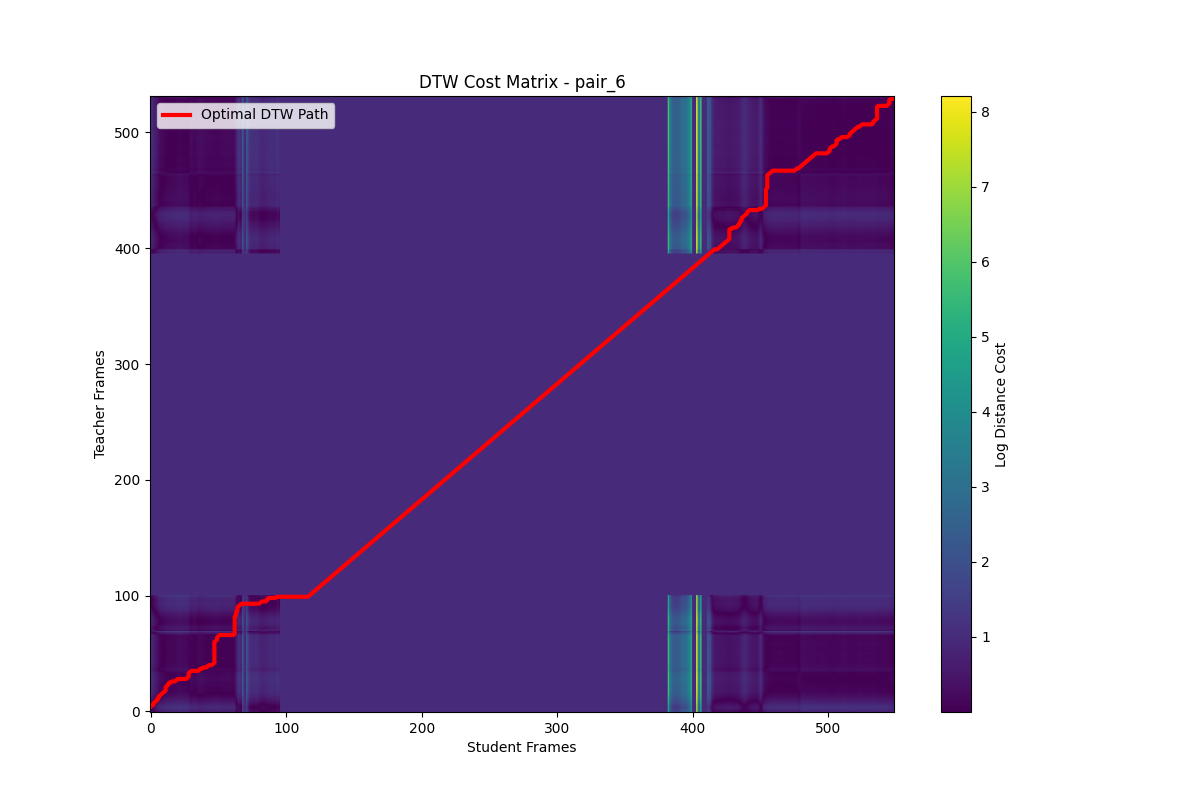 DTW Cost Matrix - pair_6
Optimal DTW Path
500
400
300
200
100
0
Teacher Frames
0 100 200 300 400 500
Student Frames
8
7
6
5
4
3
2
1
Log Distance Cost